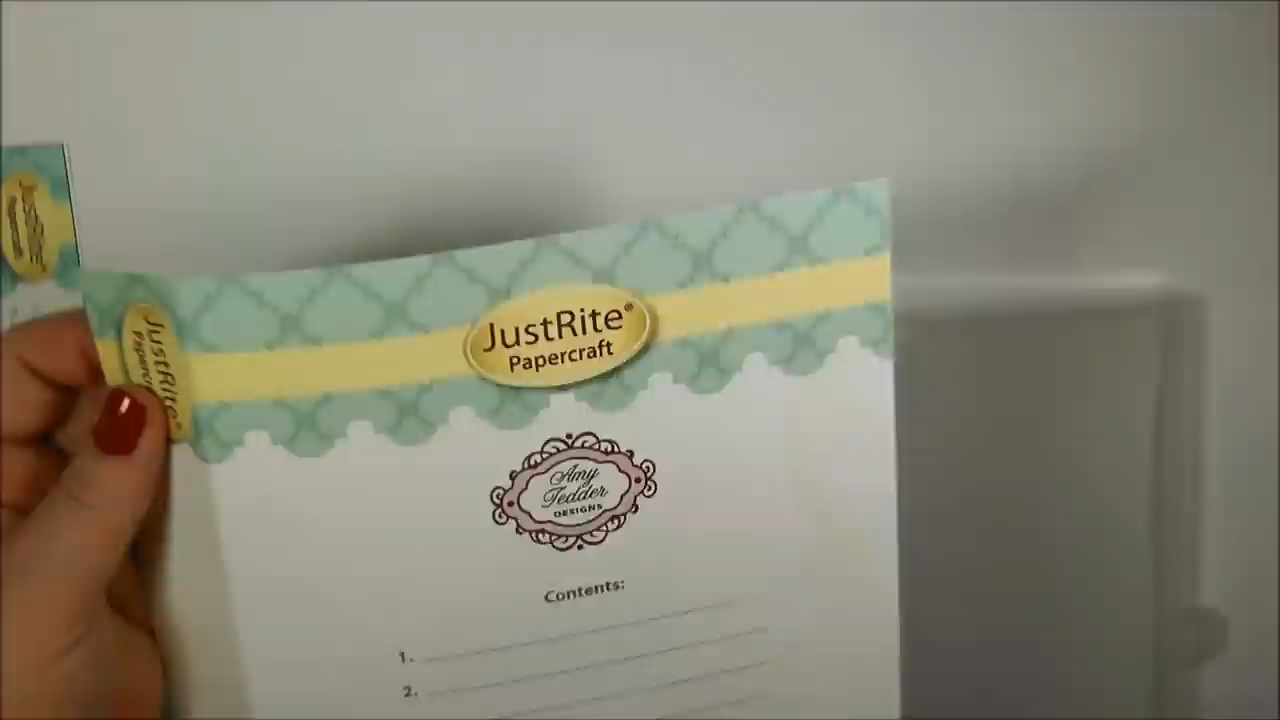 JustRite
Papercraft
JustRite®
JustRite®
Papercraft
Amy
Tedder
DESIGNS
Contents:
1.
2.